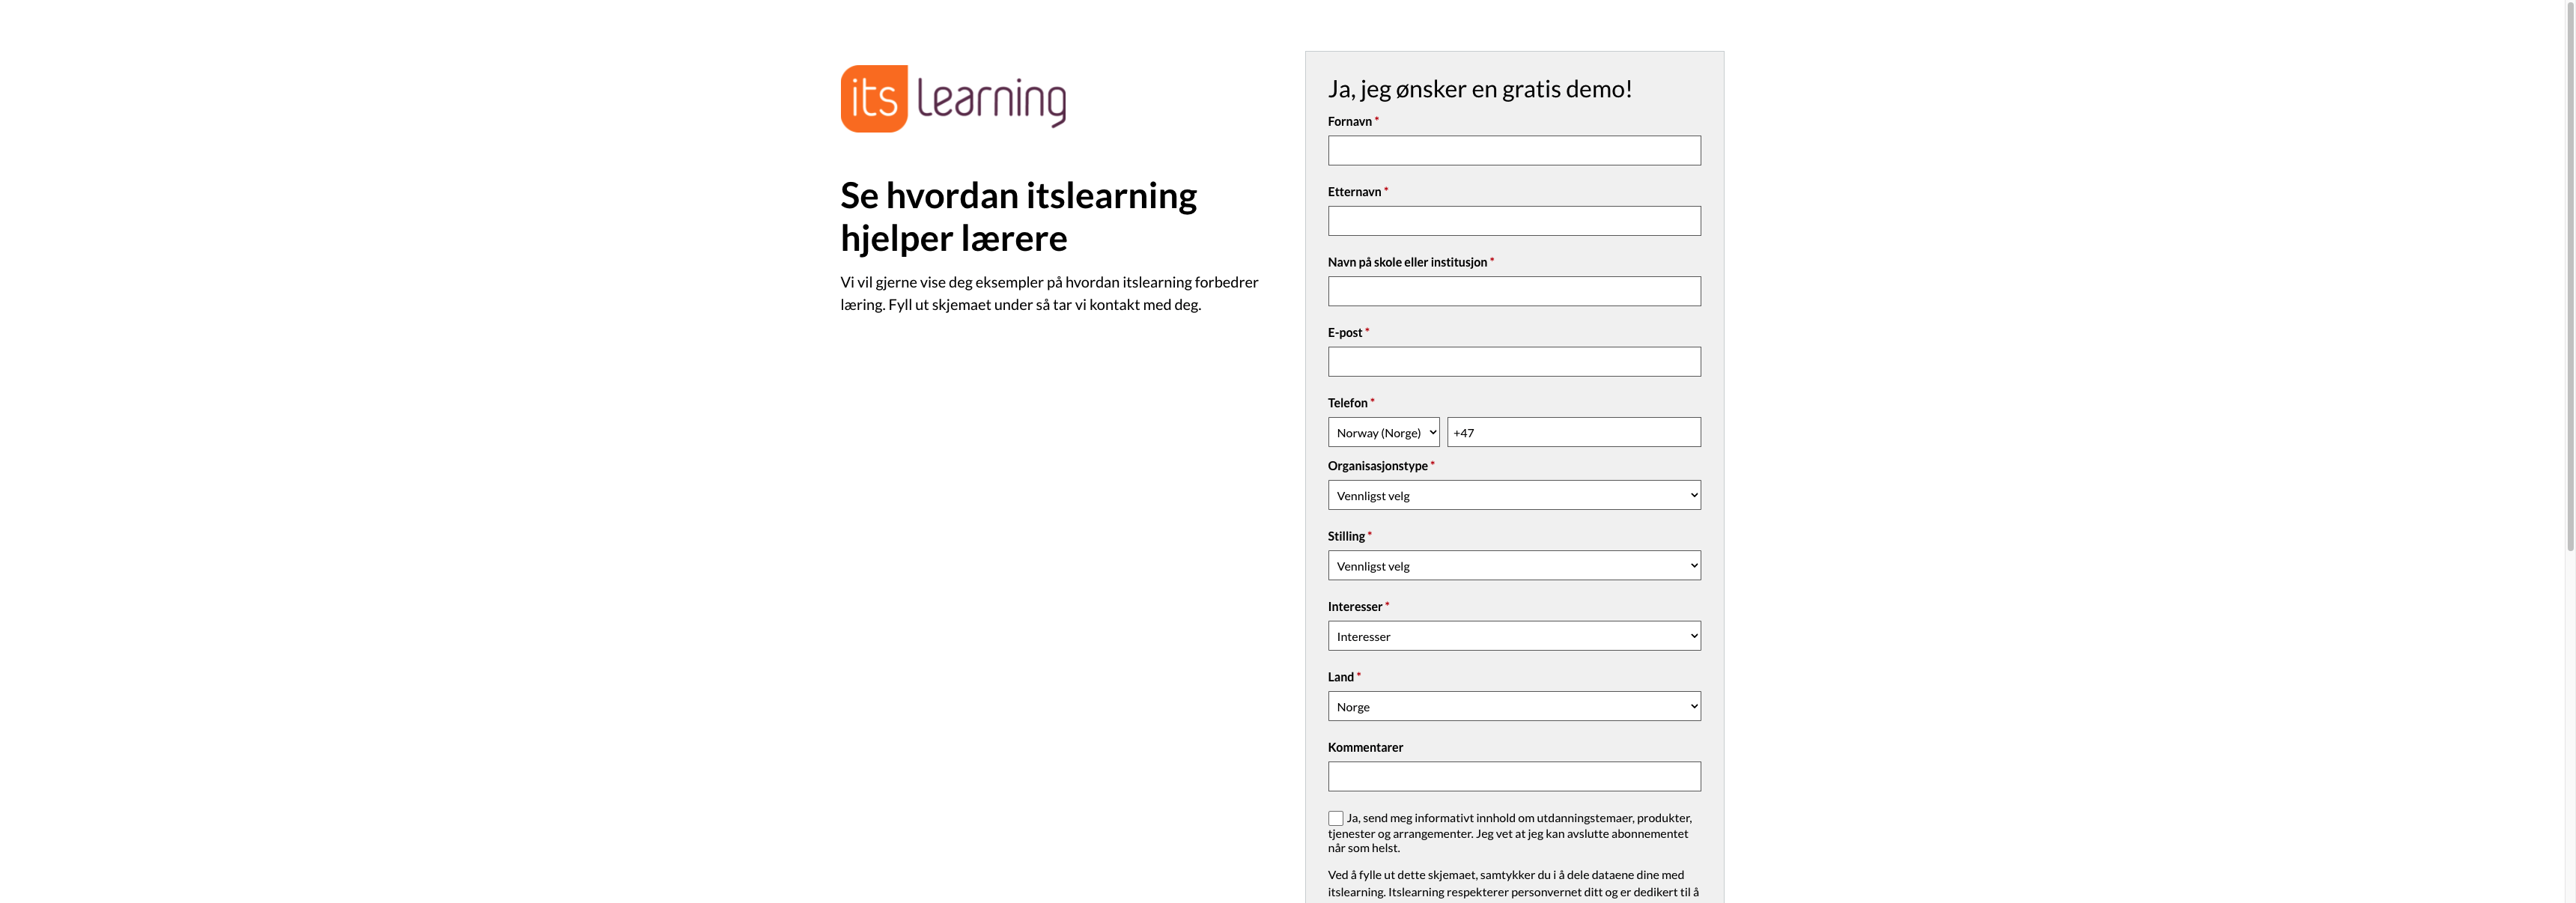 its learning
Se hvordan itslearning
hjelper lærere
Vi vil gjerne vise deg eksempler på hvordan itslearning forbedrer
læring. Fyll ut skjemaet under så tar vi kontakt med deg.
Ja, jeg ønsker en gratis demo!
Fornavn *
Etternavn *
Navn på skole eller institusjon *
E-post *
Telefon *
Norway (Norge) +47
Organisasjonstype *
Vennligst velg
Stilling *
Vennligst velg
Interesser *
Interesser
Land *
Norge
Kommentarer
Ja, send meg informativt innhold om utdanningstemaer, produkter,
tjenester og arrangementer. Jeg vet at jeg kan avslutte abonnementet
når som helst.
Ved å fylle ut dette skjemaet, samtykker du i å dele dataene dine med
itslearning. Itslearning respekterer personvernet ditt og er dedikert til å